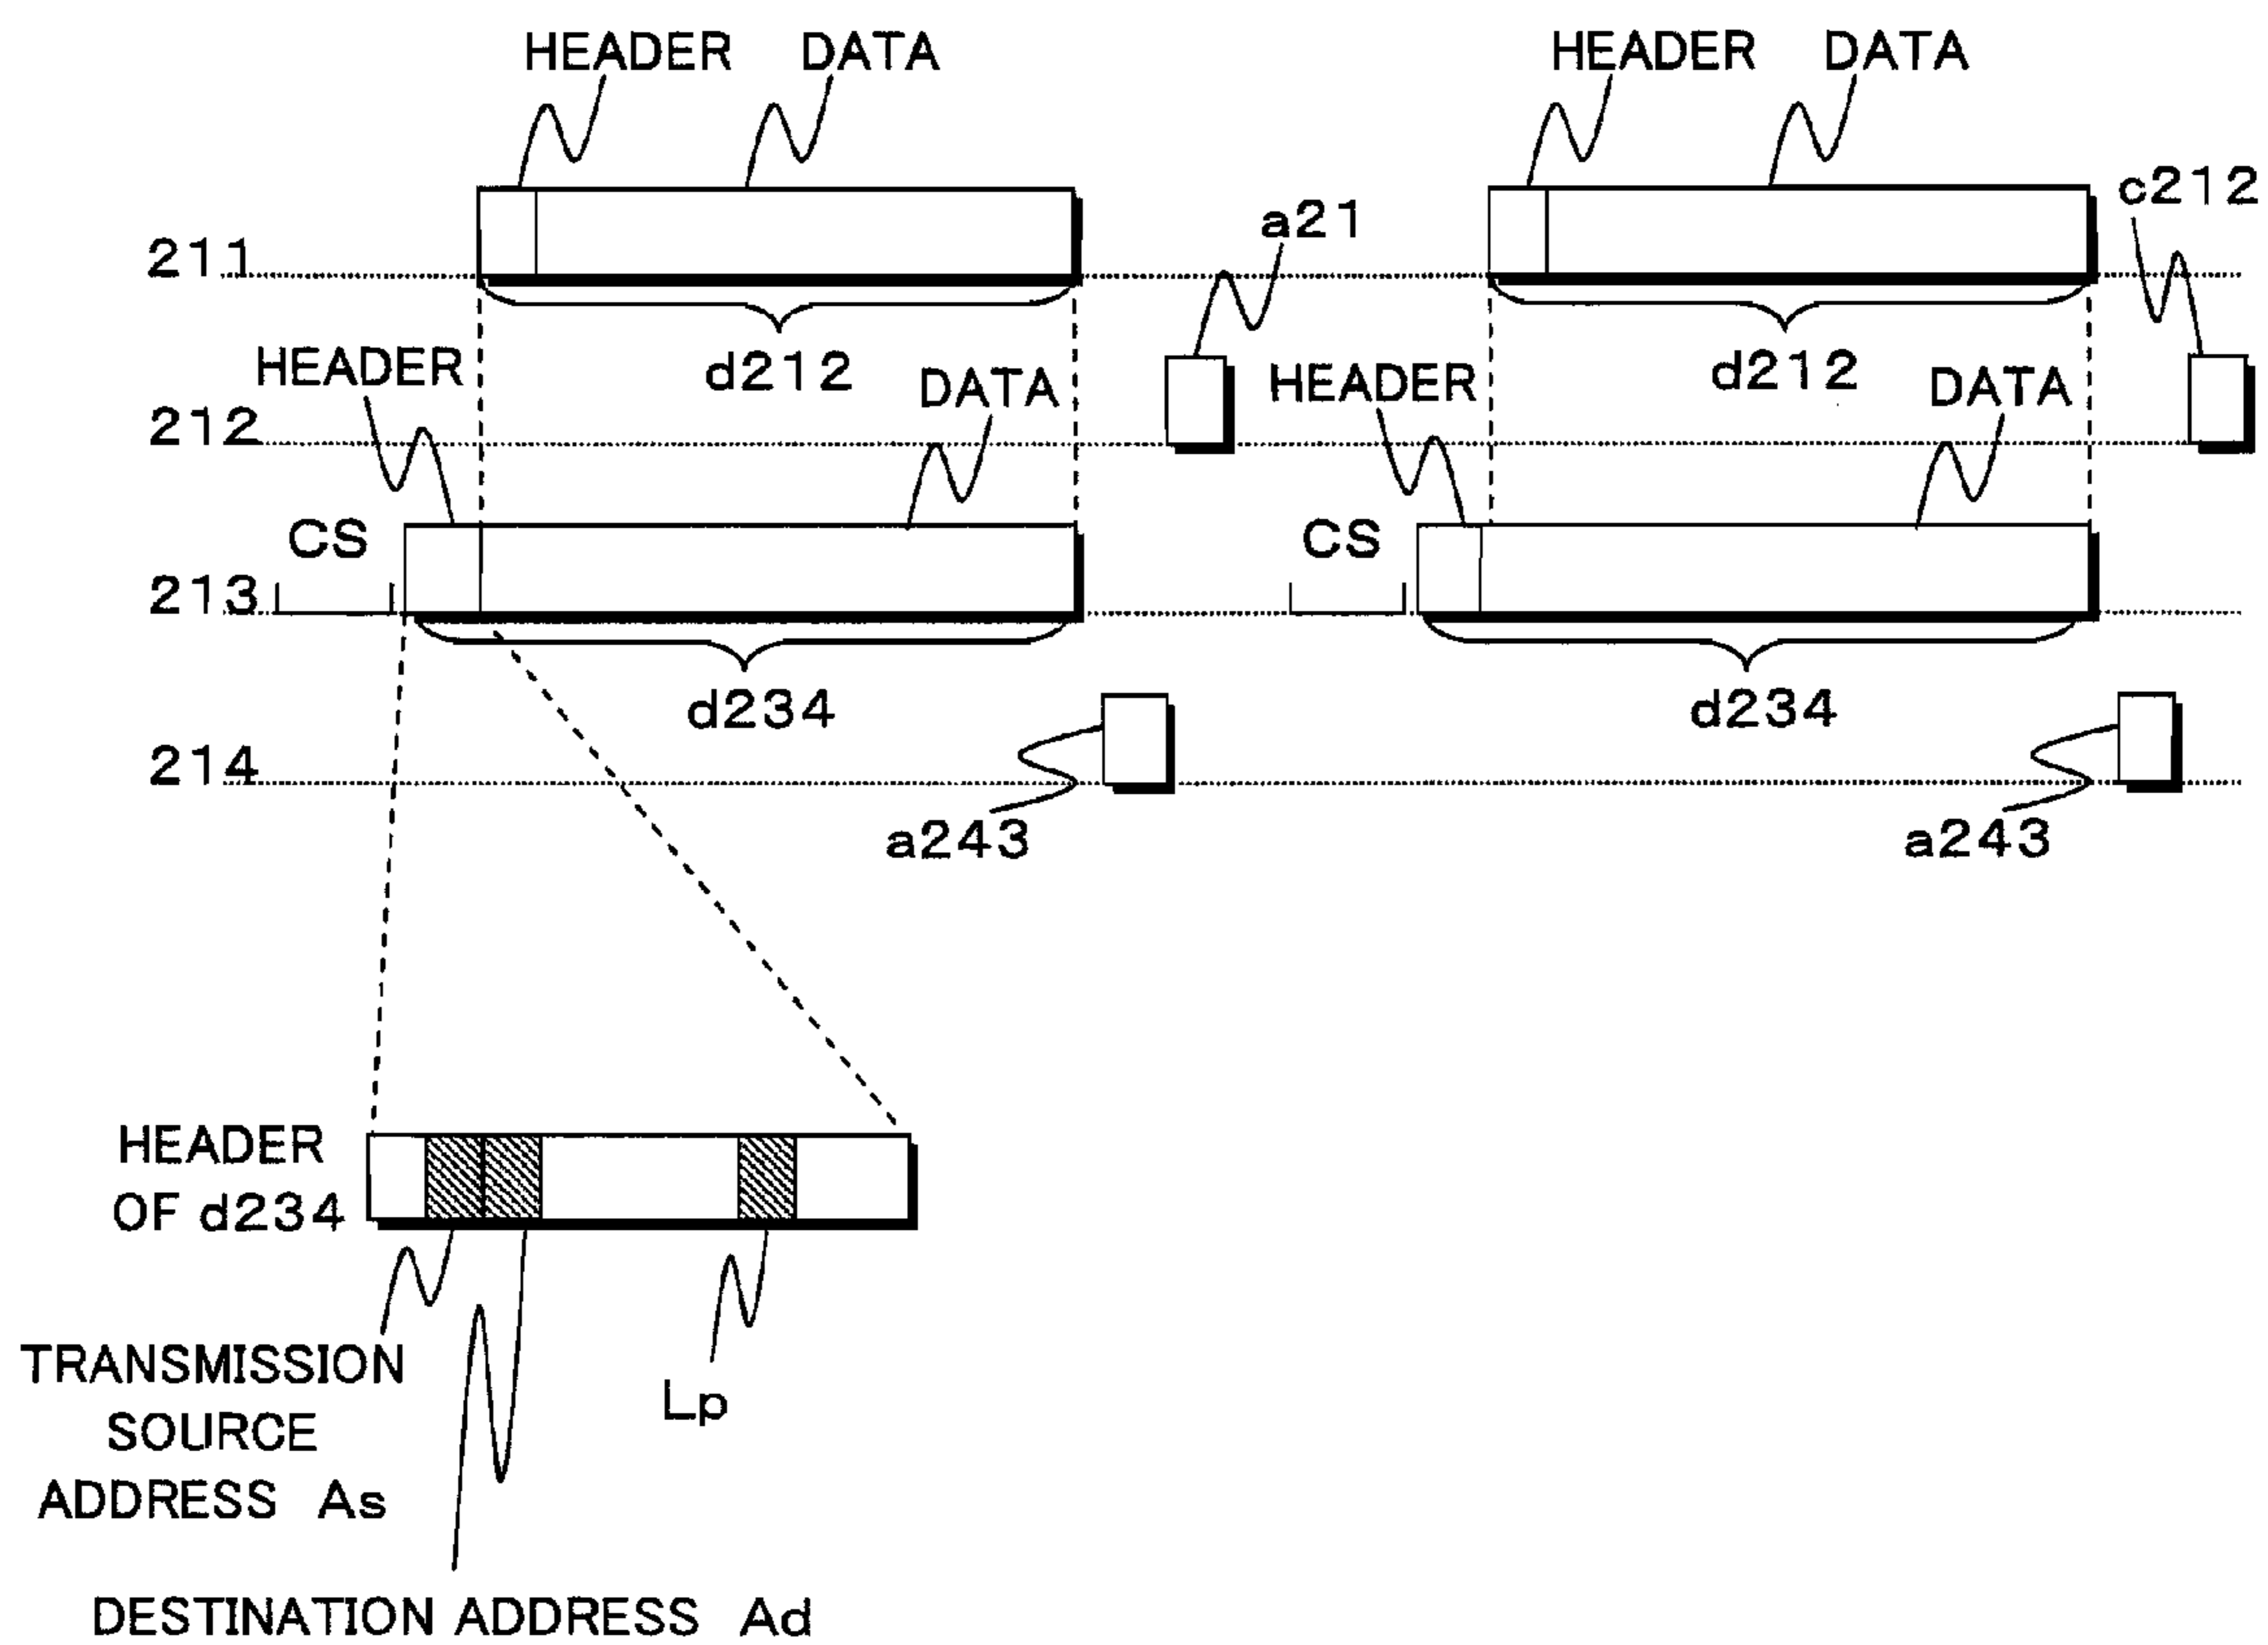 HEADER DATA HEADER DATA
c212
a21
211
d212 d212
HEADER DATA HEADER DATA
212
CS CS
213
d234 d234
214
a243 a243
HEADER
OF d234
TRANSMISSION
SOURCE
ADDRESS As
Lp
DESTINATION ADDRESS Ad